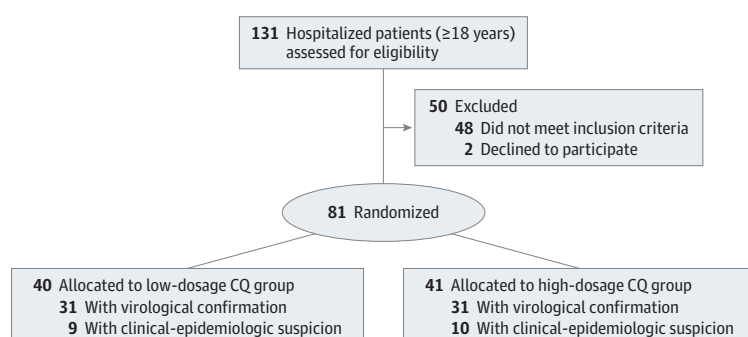 131 Hospitalized patients (≥18 years)
assessed for eligibility
50 Excluded
48 Did not meet inclusion criteria
2 Declined to participate
81 Randomized
40 Allocated to low-dosage CQ group
31 With virological confirmation
9 With clinical-epidemiologic suspicion
41 Allocated to high-dosage CQ group
31 With virological confirmation
10 With clinical-epidemiologic suspicion